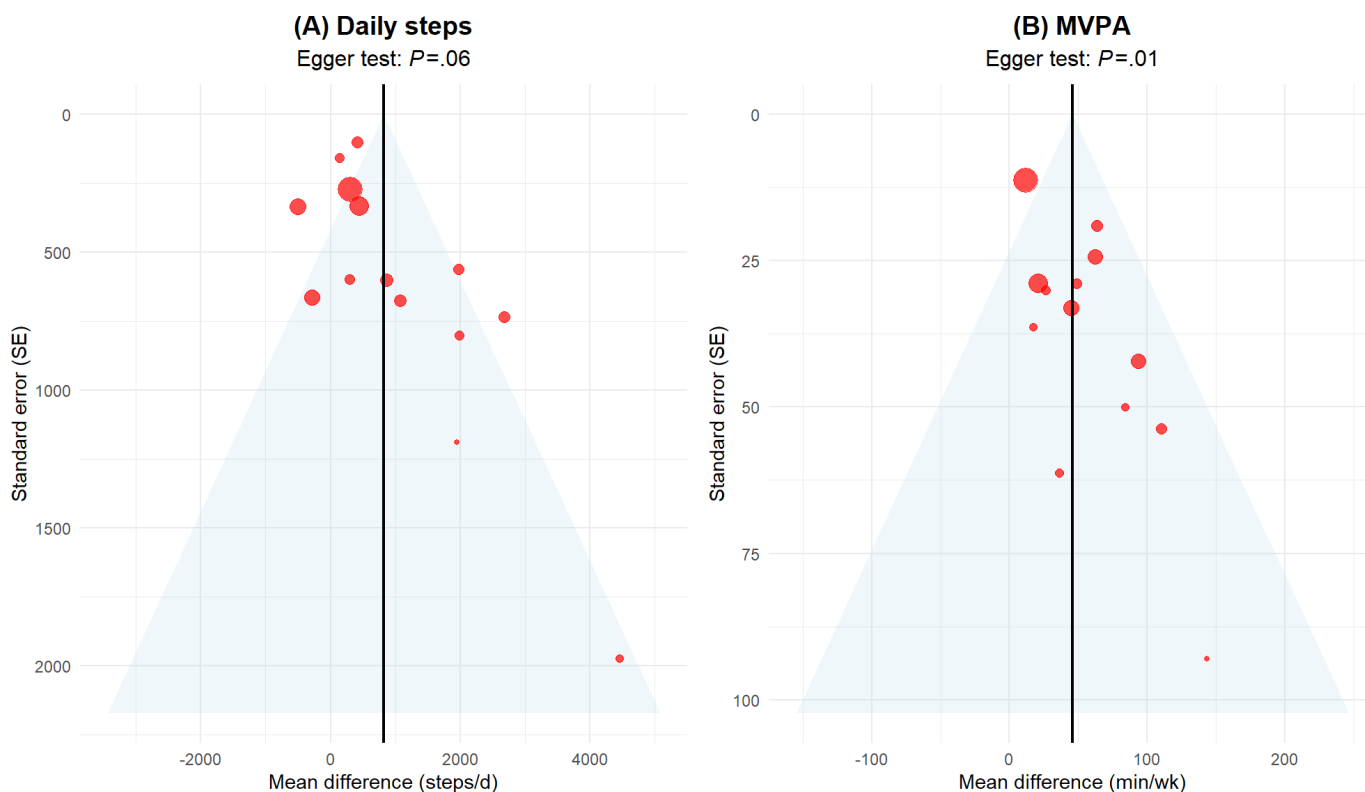 (A) Daily steps
Egger test: P=.06
Standard error (SE)
0
500
1000
1500
2000
-2000
0
2000
4000
Mean difference (steps/d)
(B) MVPA
Egger test: P=.01
Standard error (SE)
0
25
50
75
100
-100
0
100
200
Mean difference (min/wk)